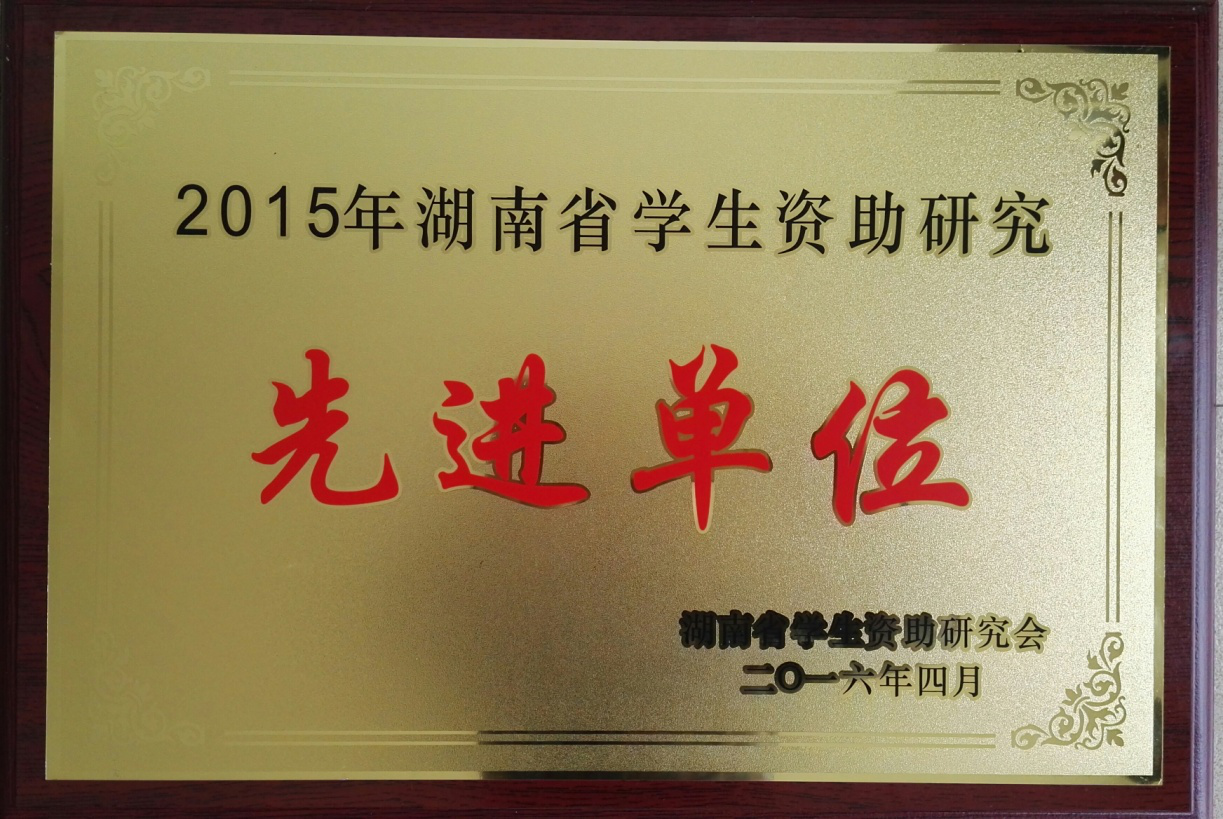 2015年湖南省学生资助研究
先进单位
湖南省学生资助研究会
二〇一六年四月